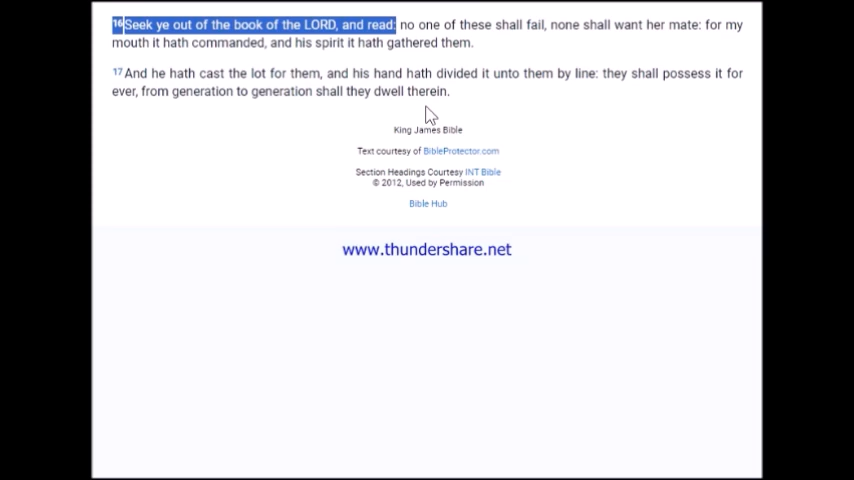 16Seek ye out of the book of the LORD, and read: no one of these shall fail, none shall want her mate: for my
mouth it hath commanded, and his spirit it hath gathered them.
17And he hath cast the lot for them, and his hand hath divided it unto them by line: they shall possess it for
ever, from generation to generation shall they dwell therein.
King James Bible
Text courtesy of BibleProtector.com
Section Headings Courtesy INT Bible
© 2012, Used by Permission
Bible Hub
www.thundershare.net